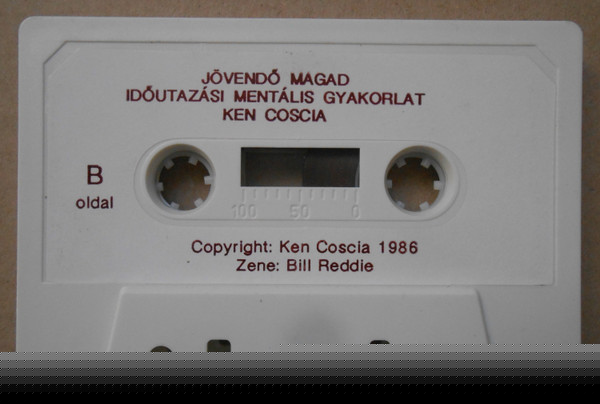 JÖVENDŐ MAGAD
IDŐUTAZÁSI MENTÁLIS GYAKORLAT
KEN COSCIA
B
oldal
100 50 0
Copyright: Ken Coscia 1986
Zene: Bill Reddie